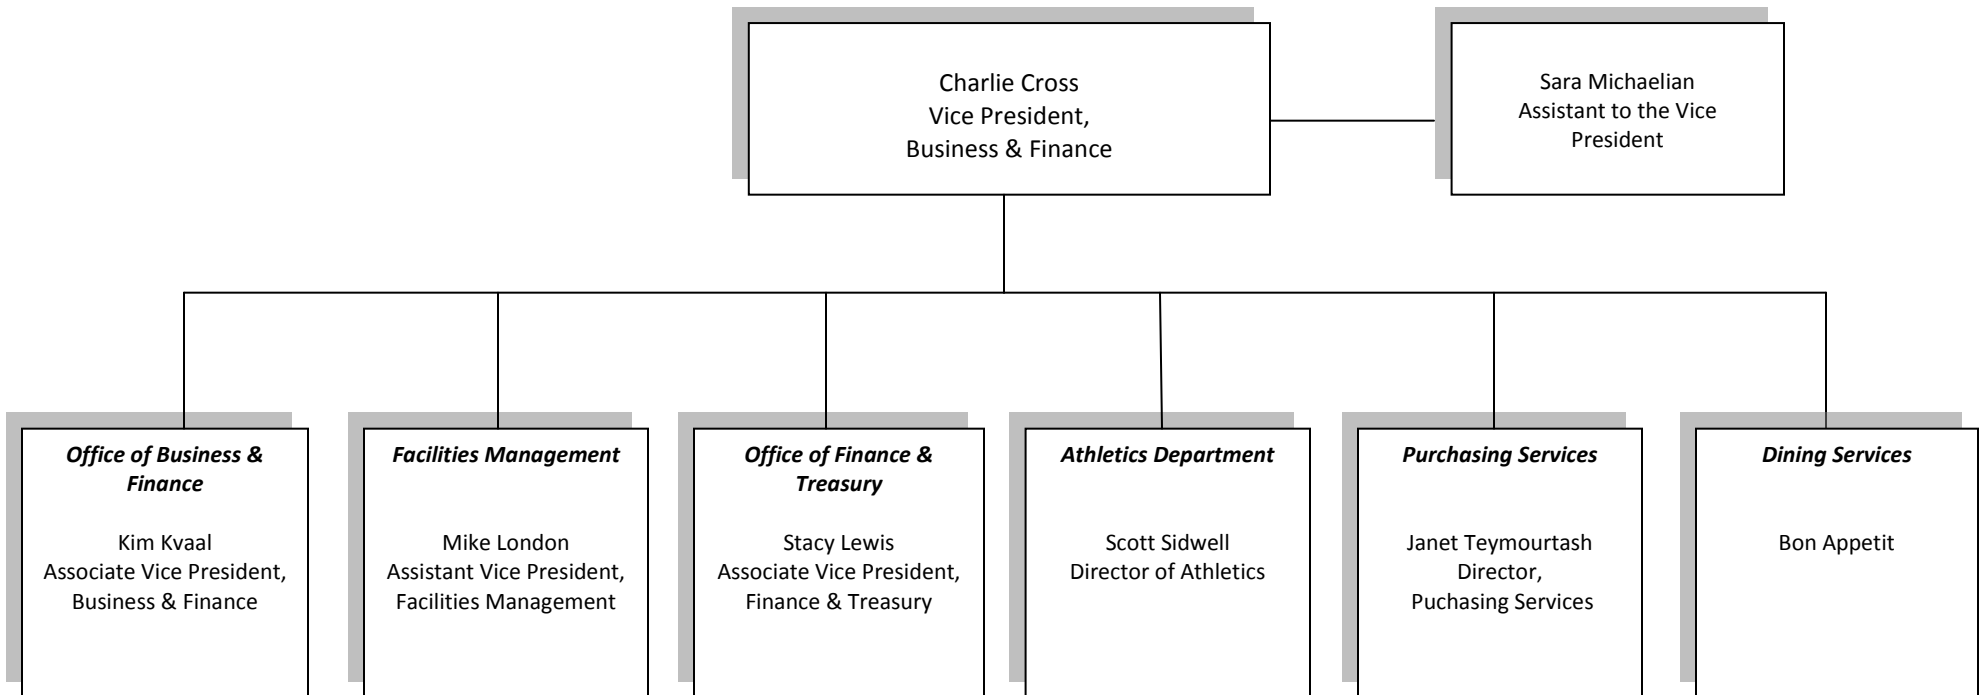 Charlie Cross
Vice President,
Business & Finance
Sara Michaelian
Assistant to the Vice
President
Office of Business &
Finance
Kim Kvaal
Associate Vice President,
Business & Finance
Facilities Management
Mike London
Assistant Vice President,
Facilities Management
Office of Finance &
Treasury
Stacy Lewis
Associate Vice President,
Finance & Treasury
Athletics Department
Scott Sidwell
Director of Athletics
Purchasing Services
Janet Teymourtash
Director,
Puchasing Services
Dining Services
Bon Appetit